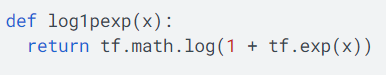 def log1pexp(x):
  return tf.math.log(1 + tf.exp(x))